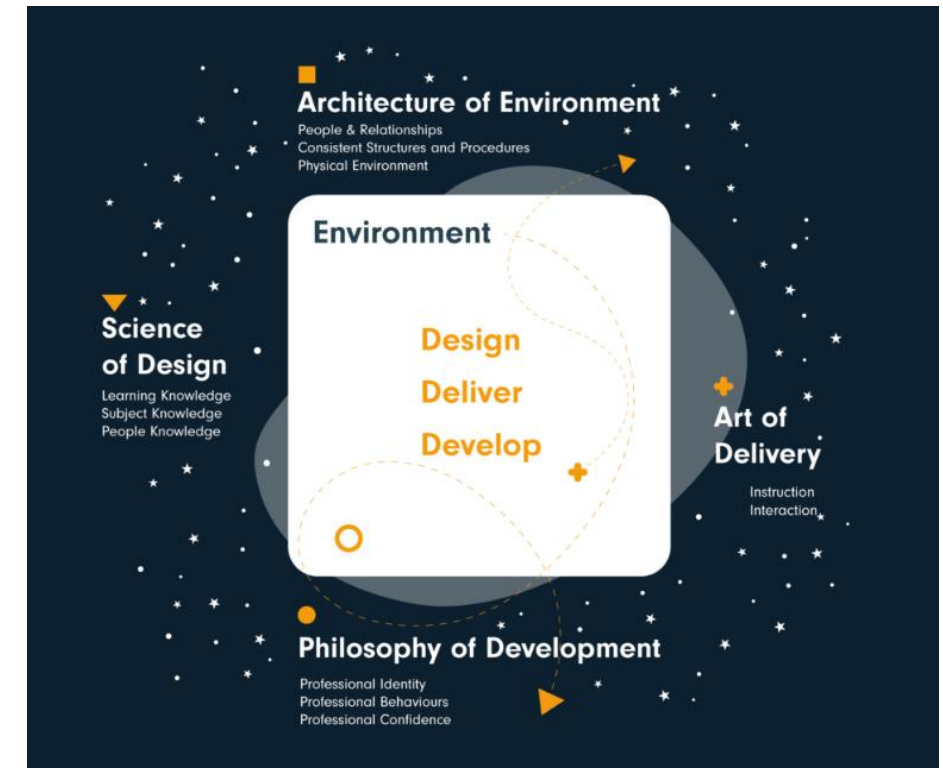 Architecture of Environment
People & Relationships
Consistent Structures and Procedures
Physical Environment
Environment
Science
of Design
Learning Knowledge
Subject Knowledge
People Knowledge
Design
Deliver
Develop
Art of
Delivery
Instruction
Interaction
Philosophy of Development
Professional Identity
Professional Behaviours
Professional Confidence